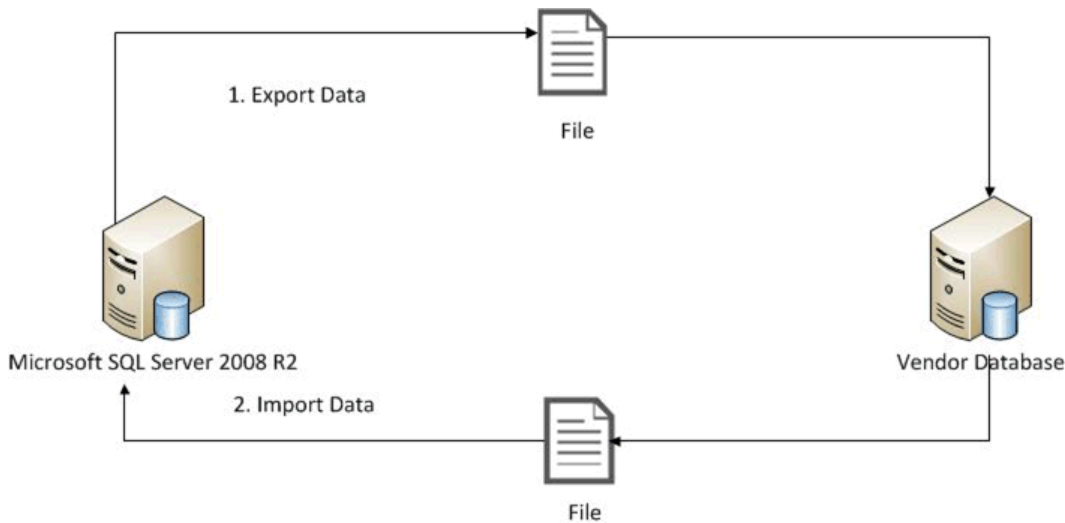 1. Export Data
File
Microsoft SQL Server 2008 R2
Vendor Database
2. Import Data
File